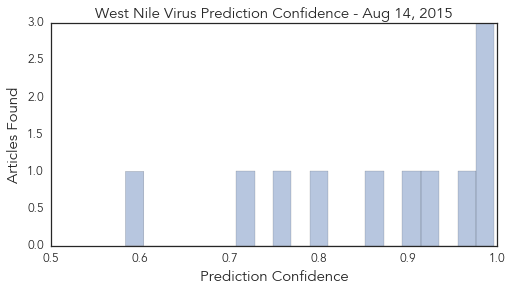 West Nile Virus Prediction Confidence - Aug 14, 2015
Articles Found
3.0
2.5
2.0
1.5
1.0
0.5
0.0
0.5 0.6 0.7 0.8 0.9 1.0
Prediction Confidence